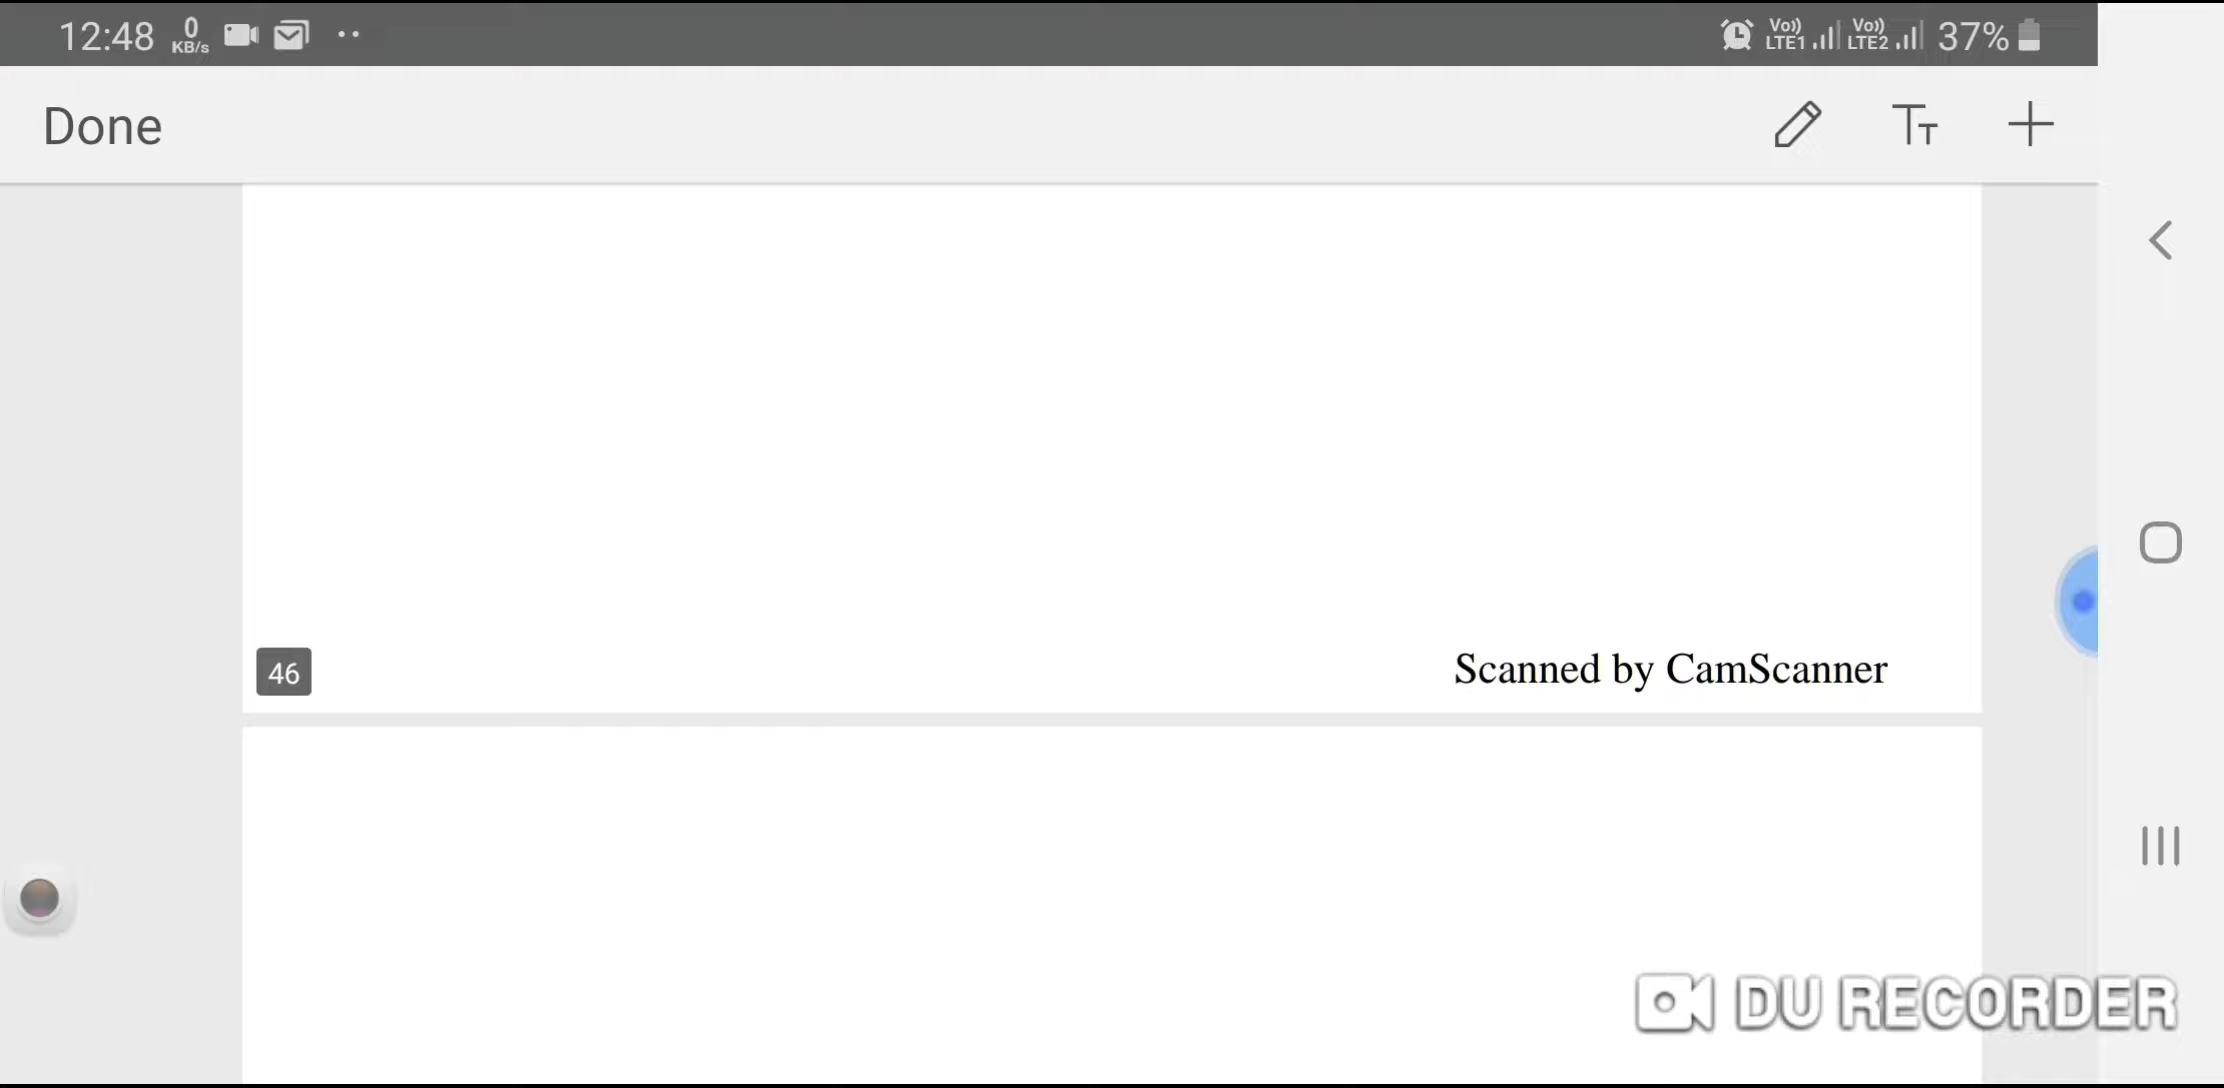 12:48 0 KB/s Vo)) LTE1 Vo)) LTE2 37%
Done
46
Scanned by CamScanner
DU RECORDER